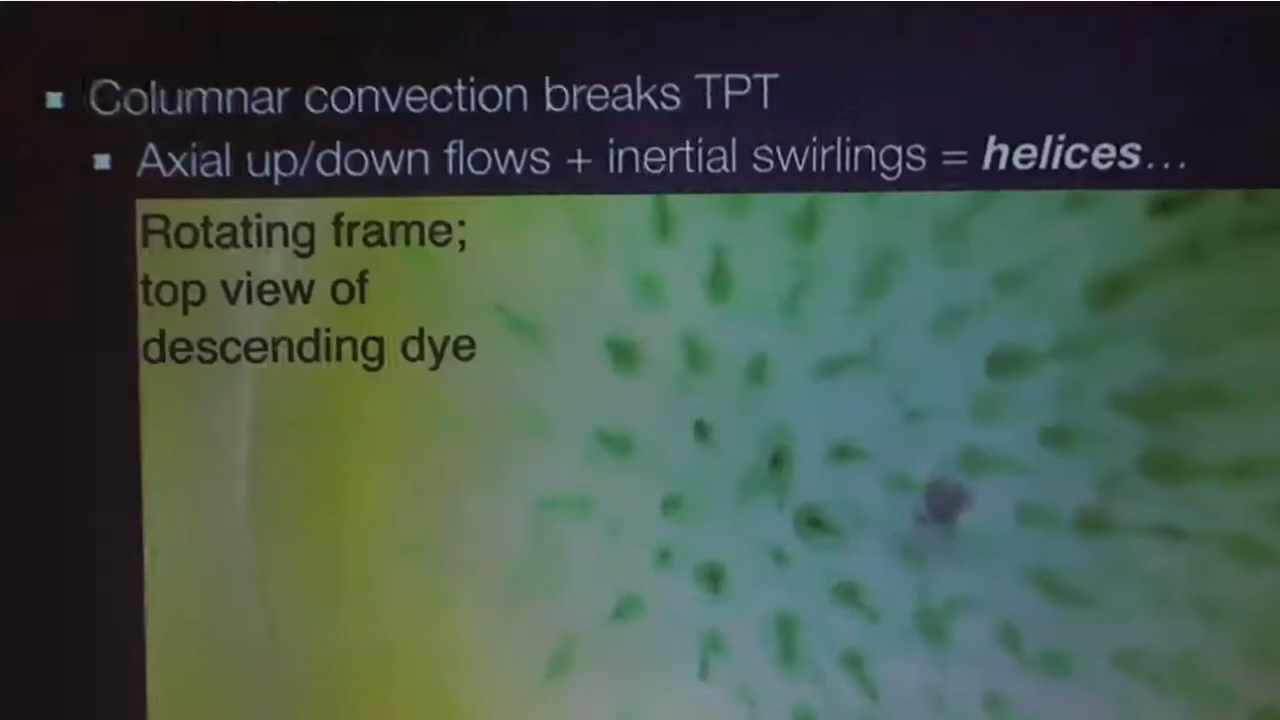 Columnar convection breaks TPT
Axial up/down flows + inertial swirlings = helices...
Rotating frame;
top view of
descending dye